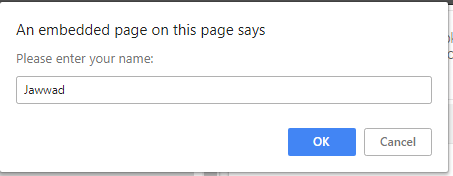 An embedded page on this page says
Please enter your name:
Jawwad
OK Cancel